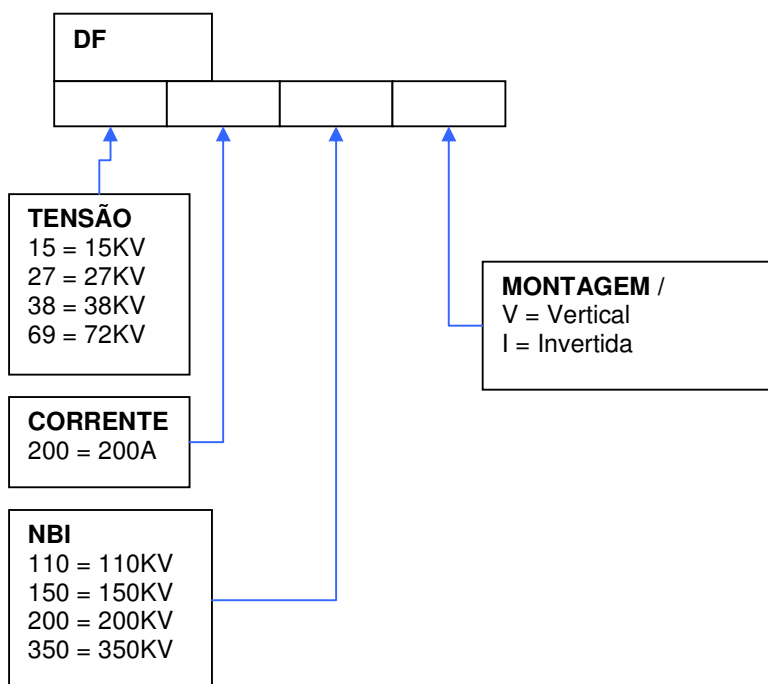 DF
TENSÃO
15 = 15KV
27 = 27KV
38 = 38KV
69 = 72KV
MONTAGEM /
V = Vertical
I = Invertida
CORRENTE
200 = 200A
NBI
110 = 110KV
150 = 150KV
200 = 200KV
350 = 350KV